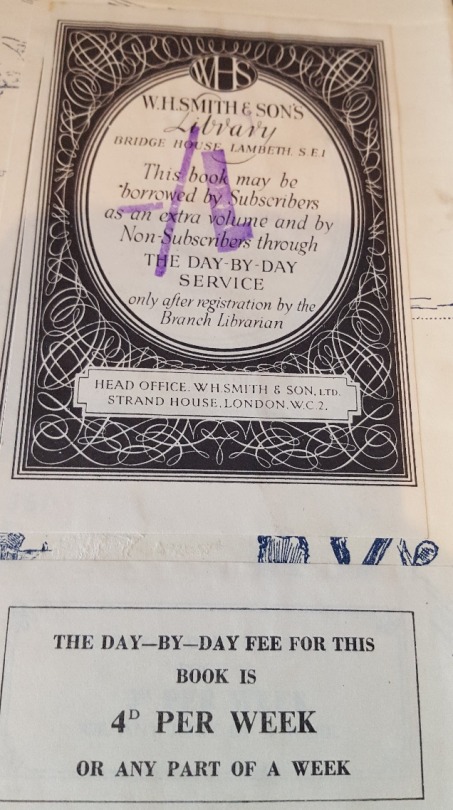 WHS
W.H.SMITH & SON'S
Library
BRIDGE HOUSE, LAMBETH. S.E.1
This book may be
borrowed by Subscribers
as an extra volume and by
Non-Subscribers through
THE DAY-BY-DAY
SERVICE
only after registration by the
Branch Librarian
HEAD OFFICE. W.H.SMITH & SON, LTD.
STRAND HOUSE, LONDON, W.C.2.
THE DAY—BY—DAY FEE FOR THIS
BOOK IS
4D PER WEEK
OR ANY PART OF A WEEK